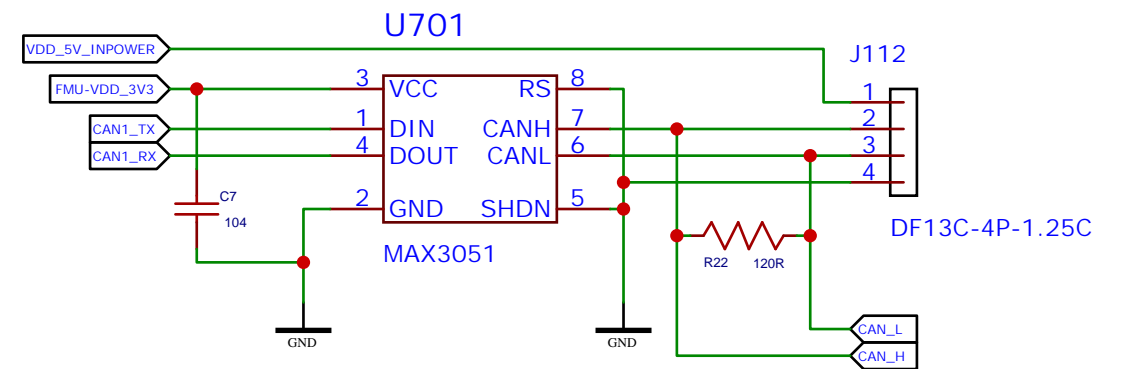 U701
VDD_5V_INPOWER
J112
FMU-VDD_3V3
3 VCC RS 8
1
CAN1_TX
1 DIN CANH 7
2
CAN1_RX
4 DOUT CANL 6
3
4
C7
104
2 GND SHDN 5
DF13C-4P-1.25C
MAX3051
R22 120R
CAN_L
GND GND
CAN_H